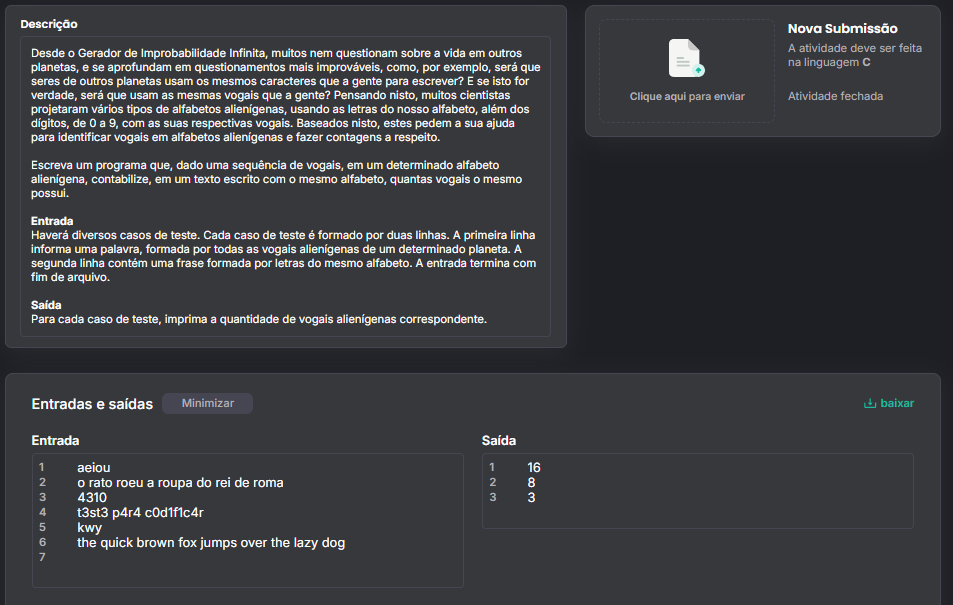 Descrição
Desde o Gerador de Improbabilidade Infinita, muitos nem questionam sobre a vida em outros
planetas, e se aprofundam em questionamentos mais improváveis, como, por exemplo, será que
seres de outros planetas usam os mesmos caracteres que a gente para escrever? E se isto for
verdade, será que usam as mesmas vogais que a gente? Pensando nisto, muitos cientistas
projetaram vários tipos de alfabetos alienígenas, usando as letras do nosso alfabeto, além dos
dígitos, de 0 a 9, com as suas respectivas vogais. Baseados nisto, estes pedem a sua ajuda
para identificar vogais em alfabetos alienígenas e fazer contagens a respeito.
Escreva um programa que, dado uma sequência de vogais, em um determinado alfabeto
alienígena, contabilize, em um texto escrito com o mesmo alfabeto, quantas vogais o mesmo
possui.
Entrada
Haverá diversos casos de teste. Cada caso de teste é formado por duas linhas. A primeira linha
informa uma palavra, formada por todas as vogais alienígenas de um determinado planeta. A
segunda linha contém uma frase formada por letras do mesmo alfabeto. A entrada termina com
fim de arquivo.
Saída
Para cada caso de teste, imprima a quantidade de vogais alienígenas correspondente.
Clique aqui para enviar
Nova Submissão
A atividade deve ser feita
na linguagem C
Atividade fechada
Entradas e saídas Minimizar
baixar
Entrada
1 aeiou
2 o rato roeu a roupa do rei de roma
3 4310
4 t3st3 p4r4 c0d1f1c4r
5 kwy
6 the quick brown fox jumps over the lazy dog
7
Saída
1 16
2 8
3 3